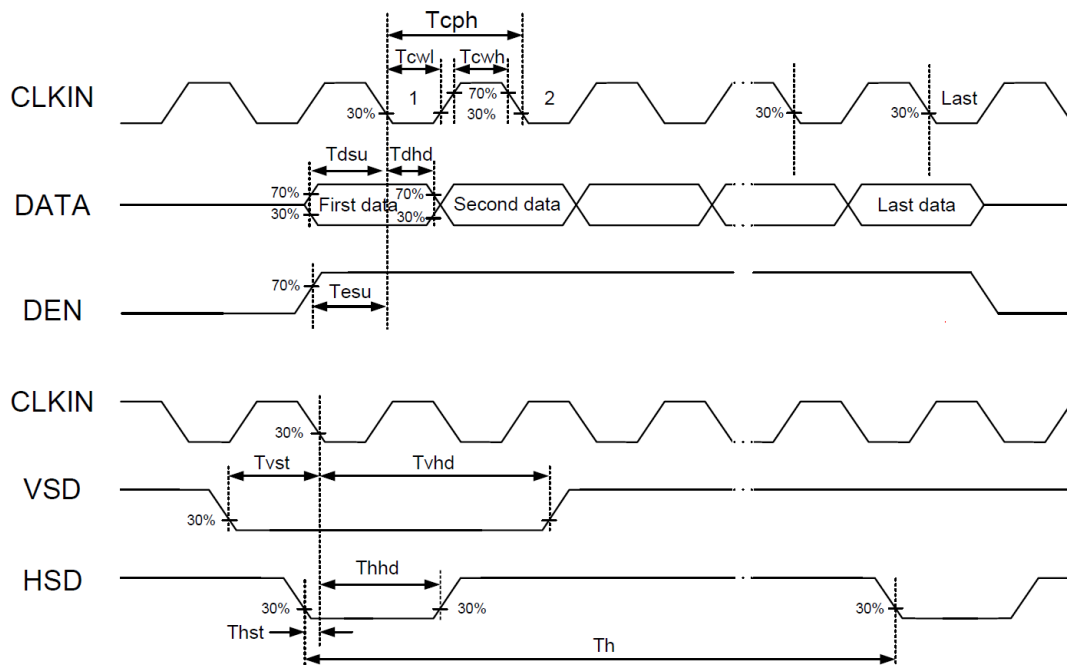 Tcph
Tcwl Tcwh
CLKIN 30% 1 70% 30% 2 30% 30% Last
Tdsu Tdhd
DATA 70% 30% First data 70% 30% Second data Last data
DEN 70% Tesu
CLKIN 30%
Tvst Tvhd
VSD 30%
Thhd
HSD 30% 30% 30%
Thst
Th